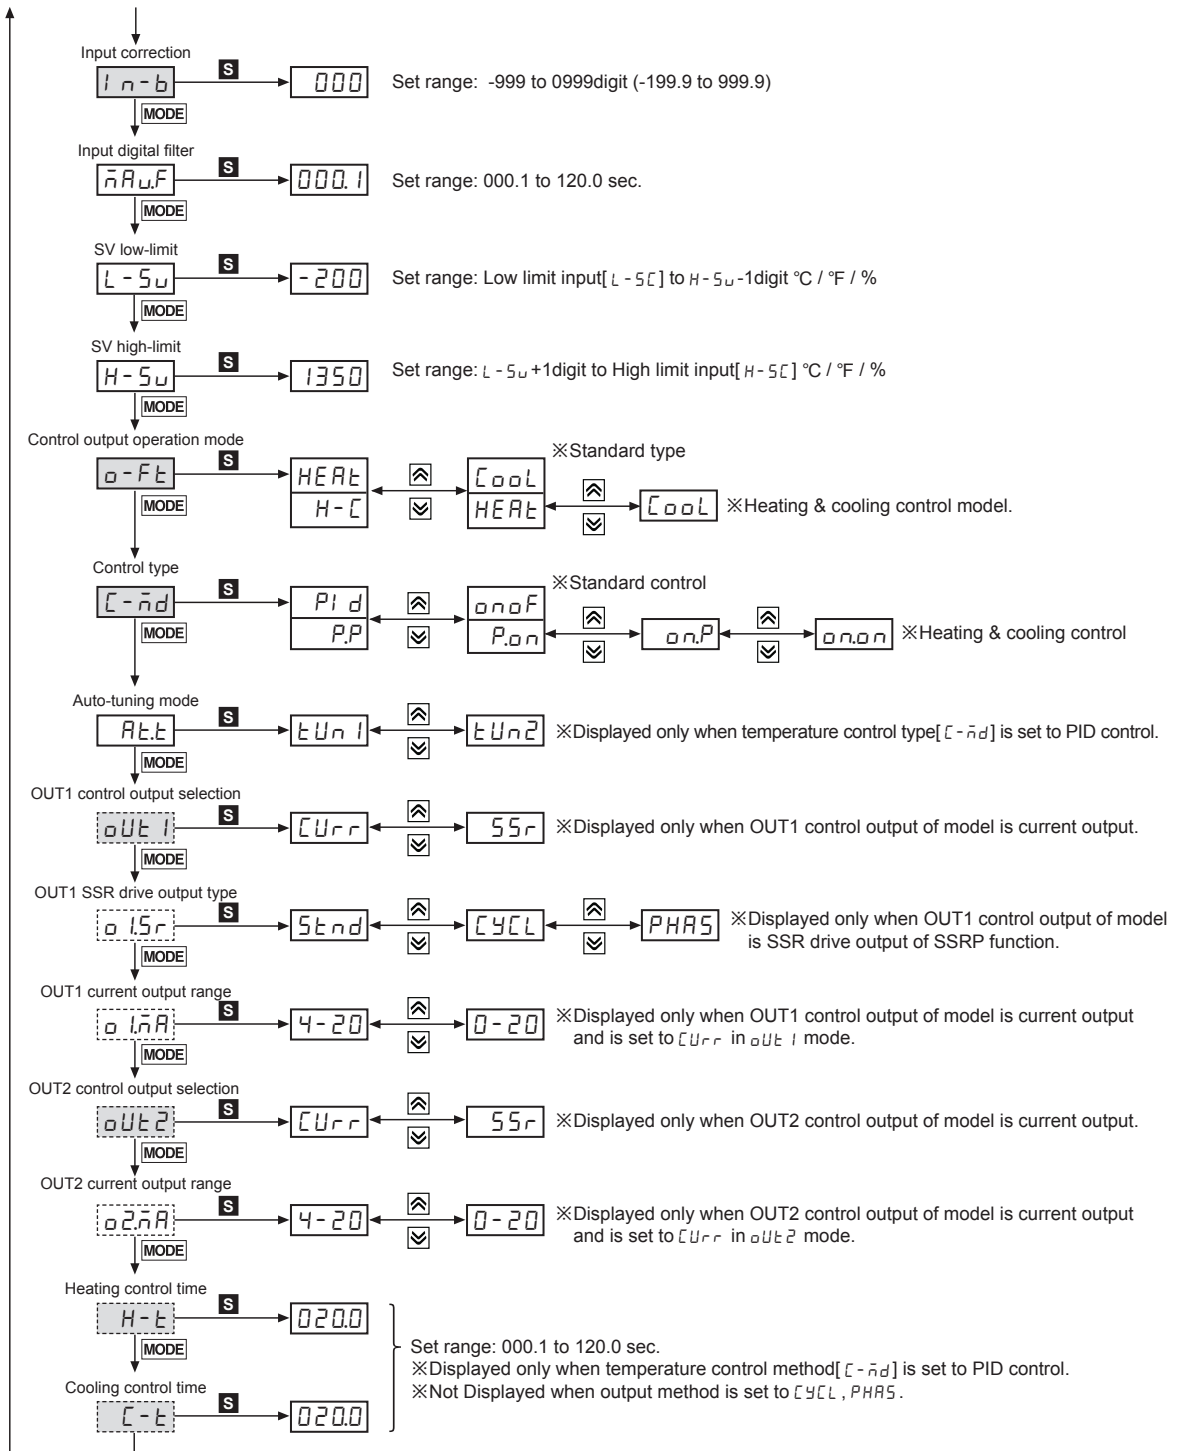 Input correction
In-b S 000 Set range: -999 to 0999digit (-199.9 to 999.9)
MODE
Input digital filter
mAv.F S 000.1 Set range: 000.1 to 120.0 sec.
MODE
SV low-limit
L-Sv S -200 Set range: Low limit input[ L-SC ] to H-Sv-1digit °C / °F / %
MODE
SV high-limit
H-Sv S 1350 Set range: L-Sv+1digit to High limit input[ H-SC ] °C / °F / %
MODE
Control output operation mode
※Standard type
o-Ft S HEAt CooL
MODE H-C HEAt CooL ※Heating & cooling control model.
Control type
※Standard control
C-md S PId onoF
MODE P.P P.on on.P on.on ※Heating & cooling control
Auto-tuning mode
At.t S tUn1 tUn2 ※Displayed only when temperature control type[ C-md ] is set to PID control.
MODE
OUT1 control output selection
oUt1 S CUrr SSr ※Displayed only when OUT1 control output of model is current output.
MODE
OUT1 SSR drive output type
o1.Sr S Stnd CYCL PHAS ※Displayed only when OUT1 control output of model
is SSR drive output of SSRP function.
MODE
OUT1 current output range
o1.mA S 4-20 0-20 ※Displayed only when OUT1 control output of model is current output
and is set to CUrr in oUt1 mode.
MODE
OUT2 control output selection
oUt2 S CUrr SSr ※Displayed only when OUT2 control output of model is current output.
MODE
OUT2 current output range
o2.mA S 4-20 0-20 ※Displayed only when OUT2 control output of model is current output
and is set to CUrr in oUt2 mode.
MODE
Heating control time
H-t S 020.0
MODE
Set range: 000.1 to 120.0 sec.
※Displayed only when temperature control method[ C-md ] is set to PID control.
※Not Displayed when output method is set to CYCL, PHAS.
Cooling control time
C-t S 020.0